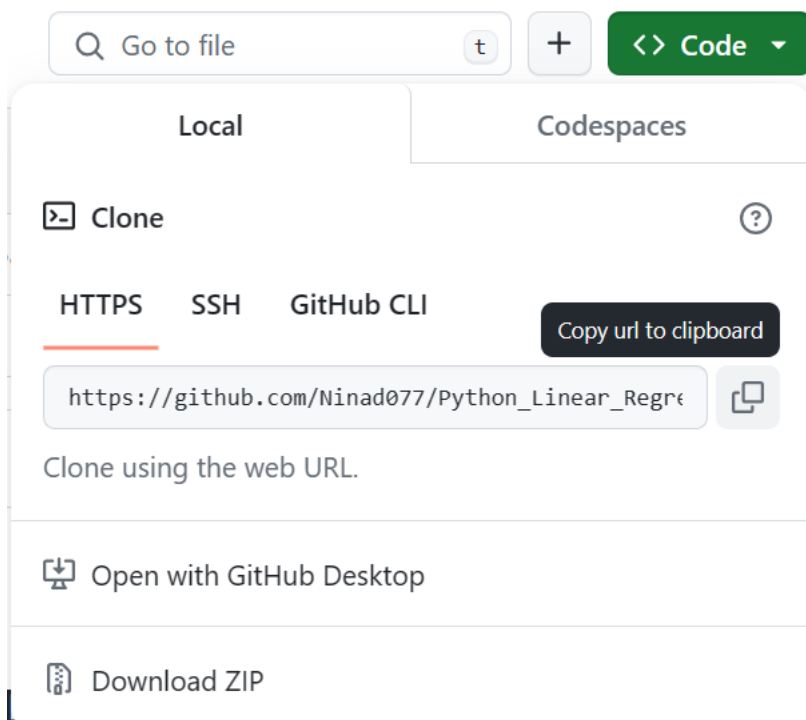 Go to file
t
+
<> Code
Local
Codespaces
Clone
HTTPS
SSH
GitHub CLI
Copy url to clipboard
https://github.com/Ninad077/Python_Linear_Regre
Clone using the web URL.
Open with GitHub Desktop
Download ZIP